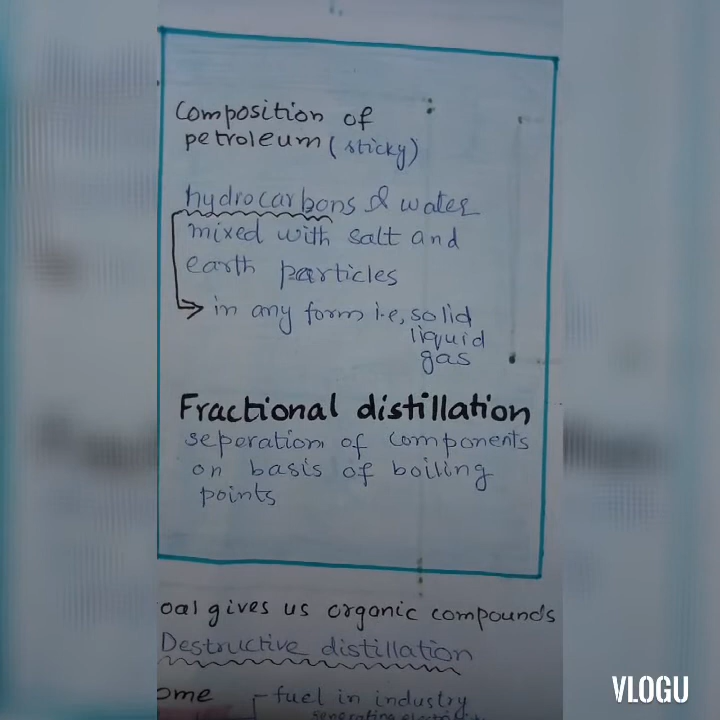 Composition of
petroleum (sticky)
hydrocarbons & water
mixed with salt and
earth particles
in any form i.e, solid
liquid
gas
Fractional distillation
seperation of components
on basis of boiling
points
oal gives us organic compounds
Destructive distillation
ome fuel in industry
generating
VLOGU